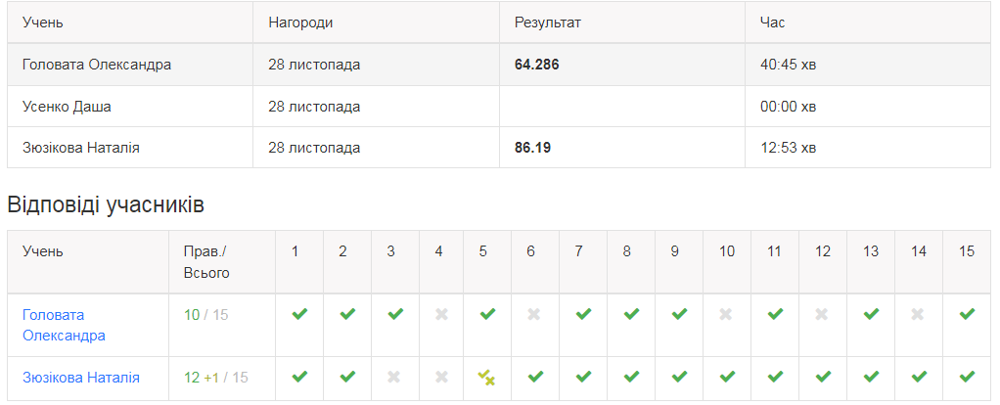 Учень Нагороди Результат Час
Головата Олександра 28 листопада 64.286 40:45 хв
Усенко Даша 28 листопада 00:00 хв
Зюзікова Наталія 28 листопада 86.19 12:53 хв
Відповіді учасників
Учень Прав./ 1 2 3 4 5 6 7 8 9 10 11 12 13 14 15
Всього
Головата 10 / 15
Олександра
Зюзікова Наталія 12 +1 / 15